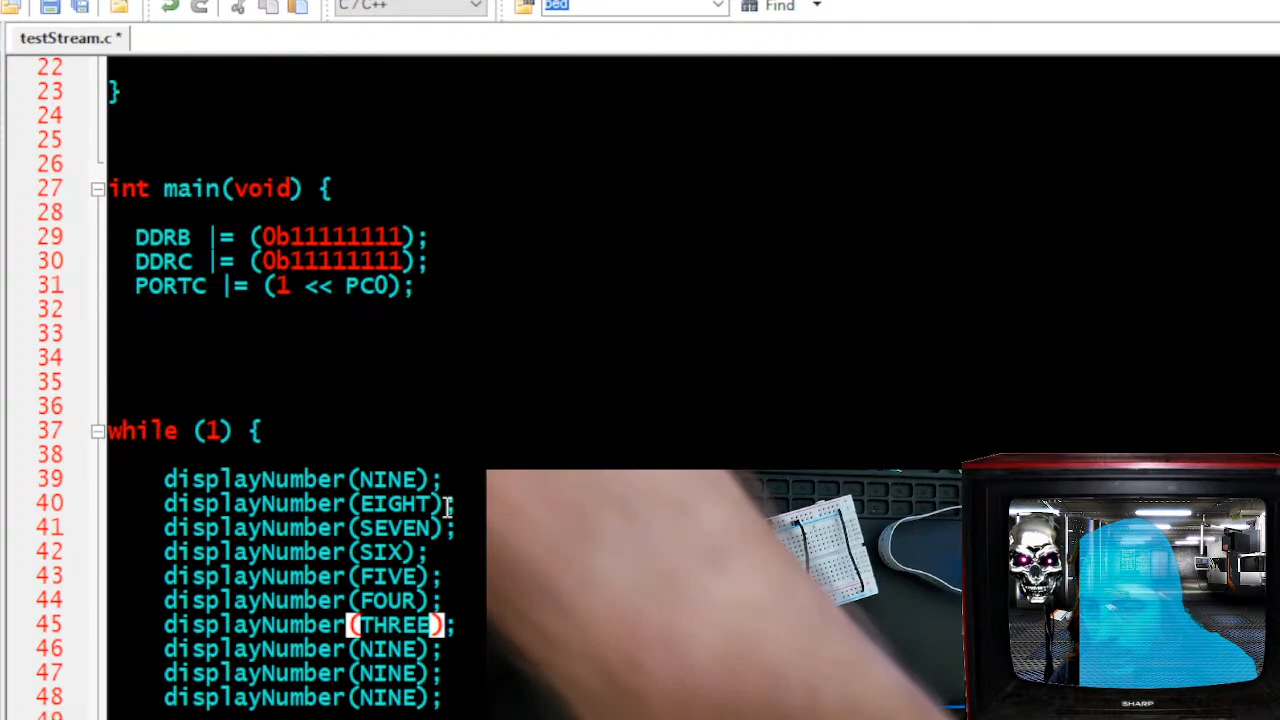 C / C++
bed
Find
testStream.c *
22
23 }
24
25
26
27 int main(void) {
28
29 DDRB |= (0b11111111);
30 DDRC |= (0b11111111);
31 PORTC |= (1 << PC0);
32
33
34
35
36
37 while (1) {
38
39 displayNumber(NINE);
40 displayNumber(EIGHT);
41 displayNumber(SEVEN);
42 displayNumber(SIX);
43 displayNumber(FIVE);
44 displayNumber(FOUR);
45 displayNumber(THREE);
46 displayNumber(NINE);
47 displayNumber(NINE);
48 displayNumber(NINE);
SHARP